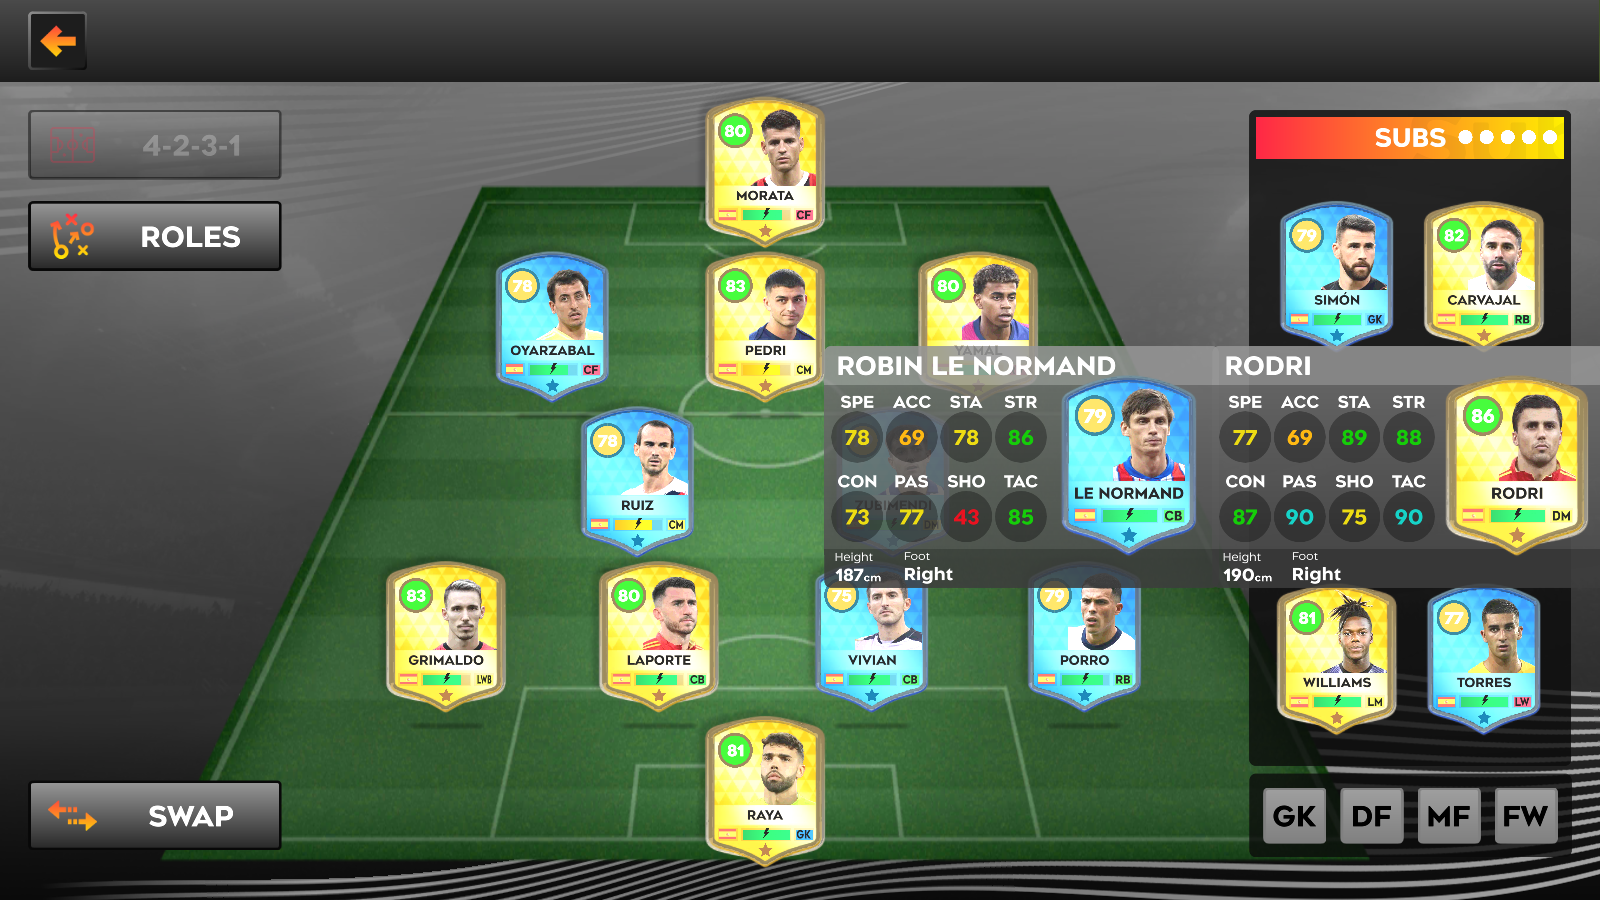 4-2-3-1
ROLES
SWAP
80
MORATA
CF
78
OYARZABAL
CF
83
PEDRI
CM
80
YAMAL
78
RUIZ
CM
ZUBIMENDI
DM
83
GRIMALDO
LWB
80
LAPORTE
CB
75
VIVIAN
CB
79
PORRO
RB
81
RAYA
GK
ROBIN LE NORMAND
SPE ACC STA STR
78 69 78 86
CON PAS SHO TAC
73 77 43 85
Height Foot
187cm Right
79
LE NORMAND
CB
RODRI
SPE ACC STA STR
77 69 89 88
CON PAS SHO TAC
87 90 75 90
Height Foot
190cm Right
86
RODRI
DM
SUBS
79
SIMÓN
GK
82
CARVAJAL
RB
81
WILLIAMS
LM
77
TORRES
LW
GK DF MF FW